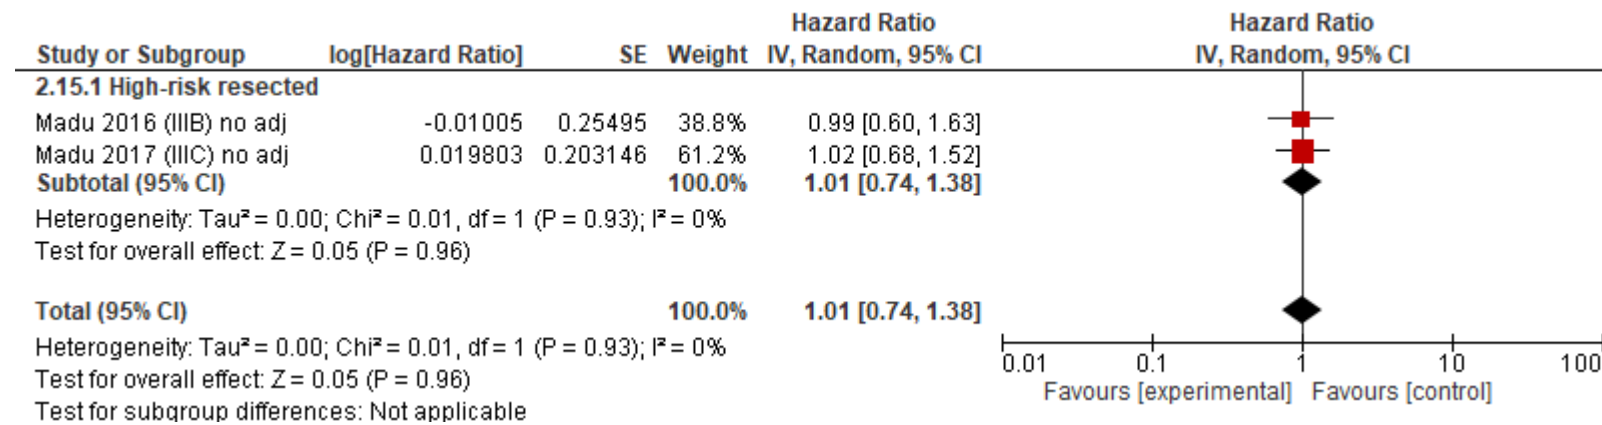 Hazard Ratio Hazard Ratio
Study or Subgroup log[Hazard Ratio] SE Weight IV, Random, 95% CI IV, Random, 95% CI
2.15.1 High-risk resected
Madu 2016 (IIIB) no adj -0.01005 0.25495 38.8% 0.99 [0.60, 1.63]
Madu 2017 (IIIC) no adj 0.019803 0.203146 61.2% 1.02 [0.68, 1.52]
Subtotal (95% CI) 100.0% 1.01 [0.74, 1.38]
Heterogeneity: Tau² = 0.00; Chi² = 0.01, df = 1 (P = 0.93); I² = 0%
Test for overall effect: Z = 0.05 (P = 0.96)
Total (95% CI) 100.0% 1.01 [0.74, 1.38]
Heterogeneity: Tau² = 0.00; Chi² = 0.01, df = 1 (P = 0.93); I² = 0%
Test for overall effect: Z = 0.05 (P = 0.96)
Test for subgroup differences: Not applicable
0.01 0.1 1 10 100
Favours [experimental] Favours [control]